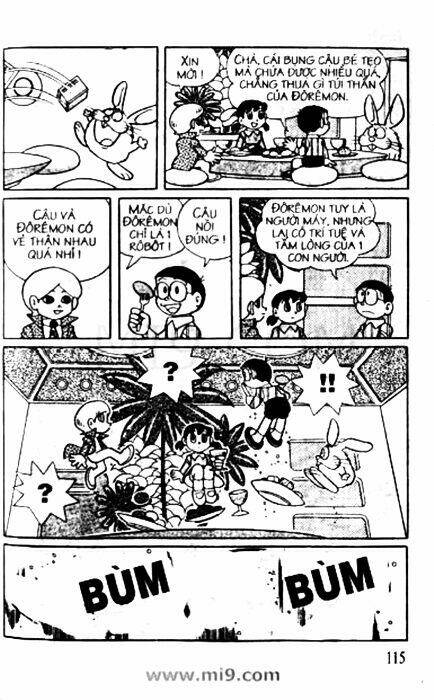 XIN
MỜI !
CHÀ, CÁI BỤNG CẬU BÉ TẸO
MÀ CHỨA ĐƯỢC NHIỀU QUÁ,
CHẲNG THUA GÌ TÚI THẦN
CỦA ĐÔRÊMON.
CẬU VÀ
ĐÔRÊMON CÓ
VẺ THÂN NHAU
QUÁ NHỈ !
MẶC DÙ
ĐÔRÊMON
CHỈ LÀ
RÔBỐT !
CẬU
NÓI
ĐÚNG !
ĐÔRÊMON TUY LÀ
NGƯỜI MÁY, NHƯNG
LẠI CÓ TRÍ TUỆ VÀ
TẤM LÒNG CỦA 1
CON NGƯỜI.
?
!!
?
BÙM
BÙM
115
www.mi9.com